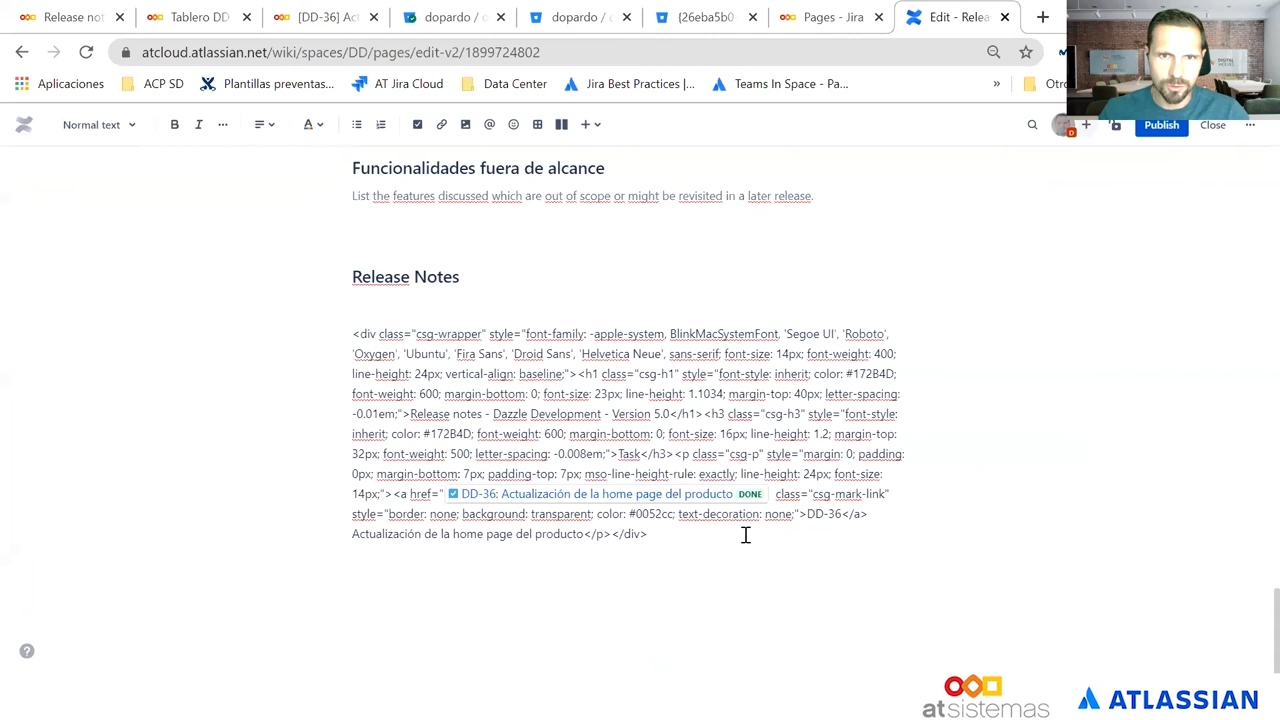 Release no
Tablero DD
[DD-36] Act
dopardo / c
dopardo /
{26eba5b0
Pages - Jira
Edit - Relea
atcloud.atlassian.net/wiki/spaces/DD/pages/edit-v2/1899724802
Aplicaciones
ACP SD
Plantillas preventas...
AT en Cloud
Data Center
Jira Best Practices |...
Teams In Space - Pa...
»
Otro
Normal text
B
I
A
Publish
Close
Funcionalidades fuera de alcance
List the features discussed which are out of scope or might be revisited in a later release.
Release Notes
<div class="csg-wrapper" style="font-family: -apple-system, BlinkMacSystemFont, 'Segoe UI', 'Roboto',
'Oxygen', 'Ubuntu', 'Fira Sans', 'Droid Sans', 'Helvetica Neue', sans-serif; font-size: 14px; font-weight: 400;
line-height: 24px; vertical-align: baseline;"><h1 class="csg-h1" style="font-style: inherit; color: #172B4D;
font-weight: 600; margin-bottom: 0; font-size: 23px; line-height: 1.1034; margin-top: 40px; letter-spacing:
-0.01em;">Release notes - Dazzle Development - Version 5.0</h1><h3 class="csg-h3" style="font-style:
inherit; color: #172B4D; font-weight: 600; margin-bottom: 0; font-size: 16px; line-height: 1.2; margin-top:
32px; font-weight: 500; letter-spacing: -0.008em;">Task</h3><p class="csg-p" style="margin: 0; padding:
0px; margin-bottom: 7px; padding-top: 7px; mso-line-height-rule: exactly; line-height: 24px; font-size:
14px;"><a href=" DD-36: Actualización de la home page del producto DONE class="csg-mark-link"
style="border: none; background: transparent; color: #0052cc; text-decoration: none;">DD-36</a>
Actualización de la home page del producto</p></div>
atsistemas
ATLASSIAN